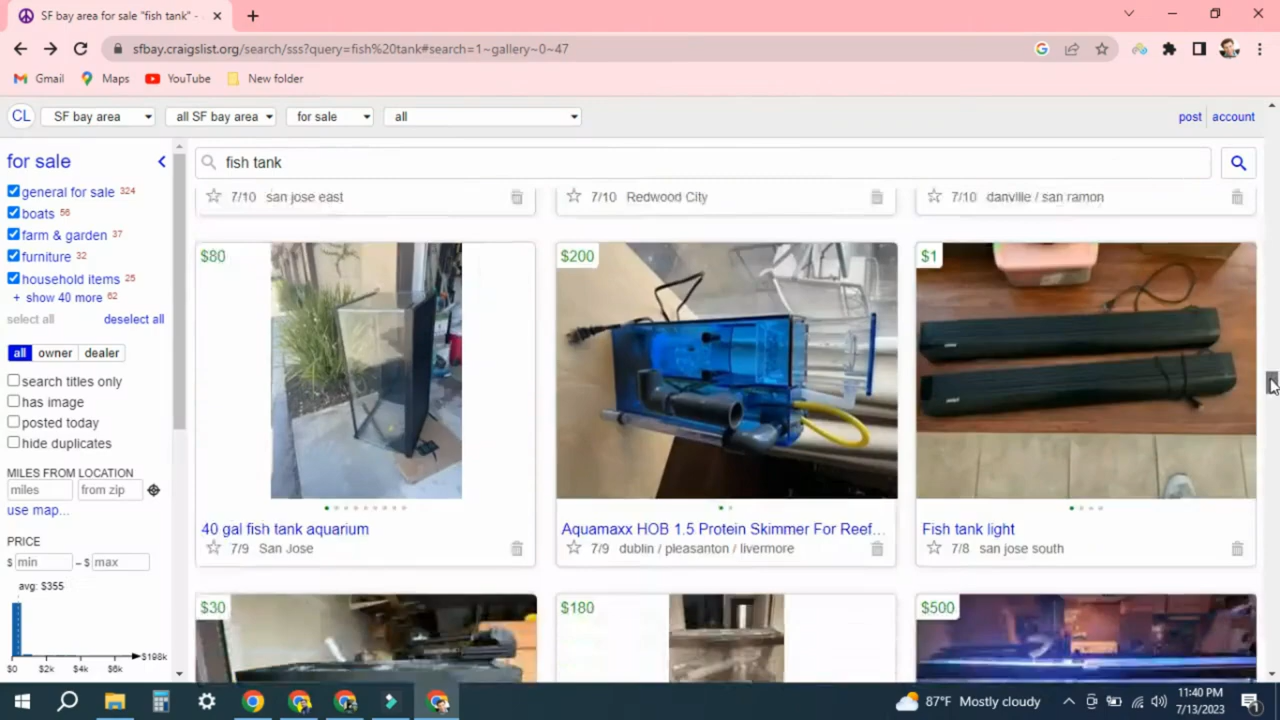 SF bay area for sale "fish tank" -
sfbay.craigslist.org/search/sss?query=fish%20tank#search=1~gallery~0~47
Gmail Maps YouTube New folder
CL SF bay area all SF bay area for sale all post account
for sale
fish tank
general for sale 324
boats 56
farm & garden 37
furniture 32
household items 25
+ show 40 more 62
select all deselect all
all owner dealer
search titles only
has image
posted today
hide duplicates
MILES FROM LOCATION
miles from zip
use map...
PRICE
$ min – $ max
avg: $355
$0 $2k $4k $6k $198k
7/10 san jose east
7/10 Redwood City
7/10 danville / san ramon
$80
40 gal fish tank aquarium
7/9 San Jose
$200
Aquamaxx HOB 1.5 Protein Skimmer For Reef...
7/9 dublin / pleasanton / livermore
$1
Fish tank light
7/8 san jose south
$30
$180
$500
87°F Mostly cloudy
11:40 PM
7/13/2023
1